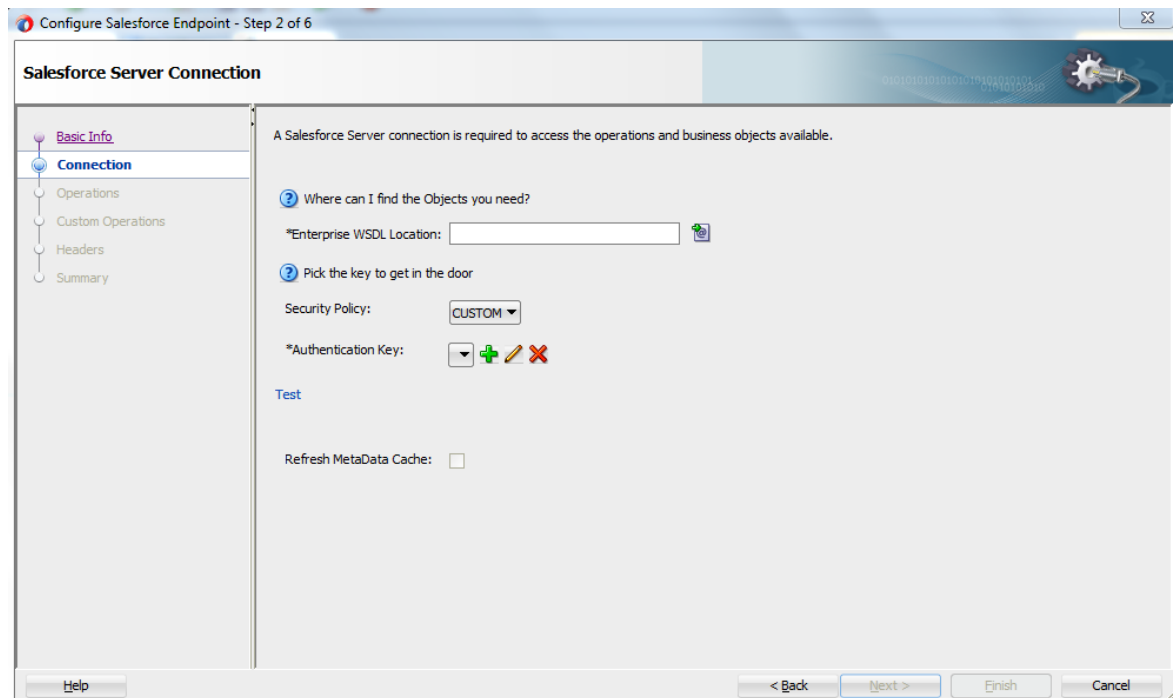 Configure Salesforce Endpoint - Step 2 of 6
Salesforce Server Connection
Basic Info
Connection
Operations
Custom Operations
Headers
Summary
A Salesforce Server connection is required to access the operations and business objects available.
Where can I find the Objects you need?
*Enterprise WSDL Location:
Pick the key to get in the door
Security Policy:
CUSTOM
*Authentication Key:
Test
Refresh MetaData Cache:
Help
< Back
Next >
Finish
Cancel